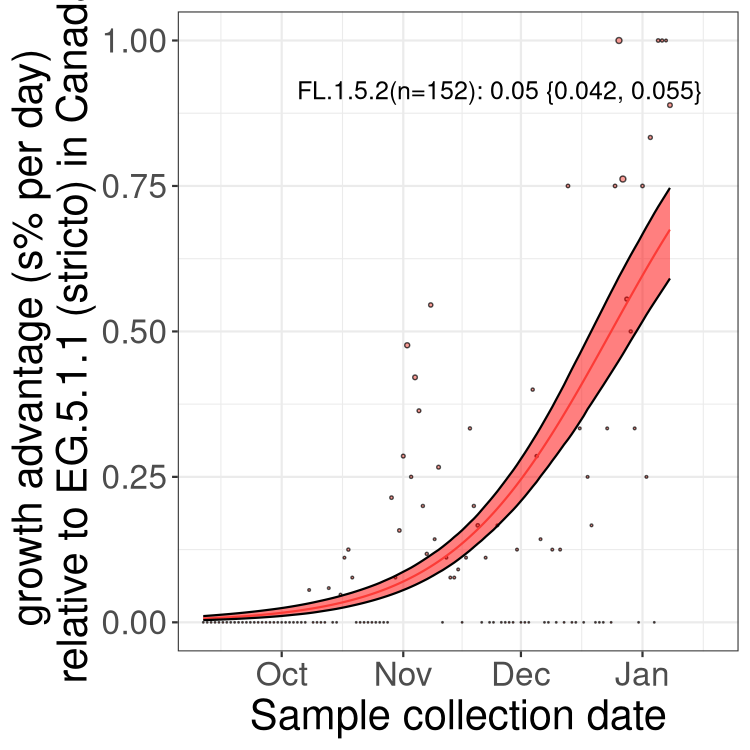 growth advantage (s% per day)
relative to EG.5.1.1 (stricto) in Canada
1.00
0.75
0.50
0.25
0.00
FL.1.5.2(n=152): 0.05 {0.042, 0.055}
Oct Nov Dec Jan
Sample collection date